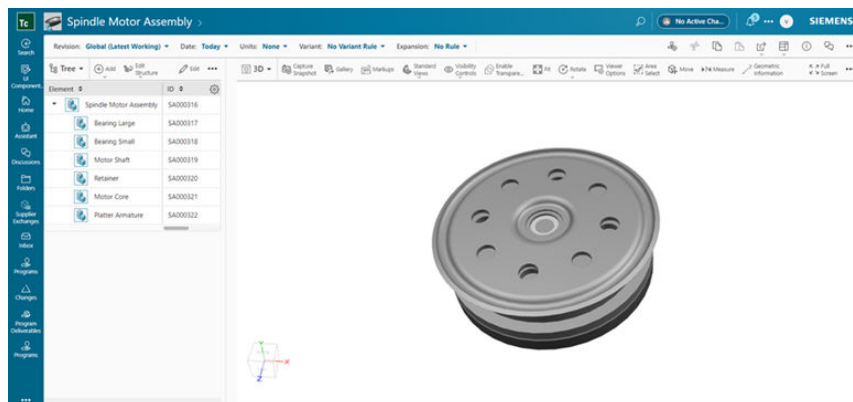 Tc Spindle Motor Assembly > No Active Cha... V SIEMENS
Revision: Global (Latest Working) Date: Today Units: None Variant: No Variant Rule Expansion: No Rule
Search
UI Component...
Home
Assistant
Discussions
Folders
Supplier Exchanges
Inbox
Programs
Changes
Program Deliverables
Programs
Tree Add Edit Structure Edit
Element ID
Spindle Motor Assembly SA000316
Bearing Large SA000317
Bearing Small SA000318
Motor Shaft SA000319
Retainer SA000320
Motor Core SA000321
Platter Armature SA000322
3D Capture Snapshot Gallery Markups Standard Views Visibility Controls Enable Transpare... Fit Rotate Viewer Options Area Select Move Measure Geometric Information Full Screen
Y
X
Z